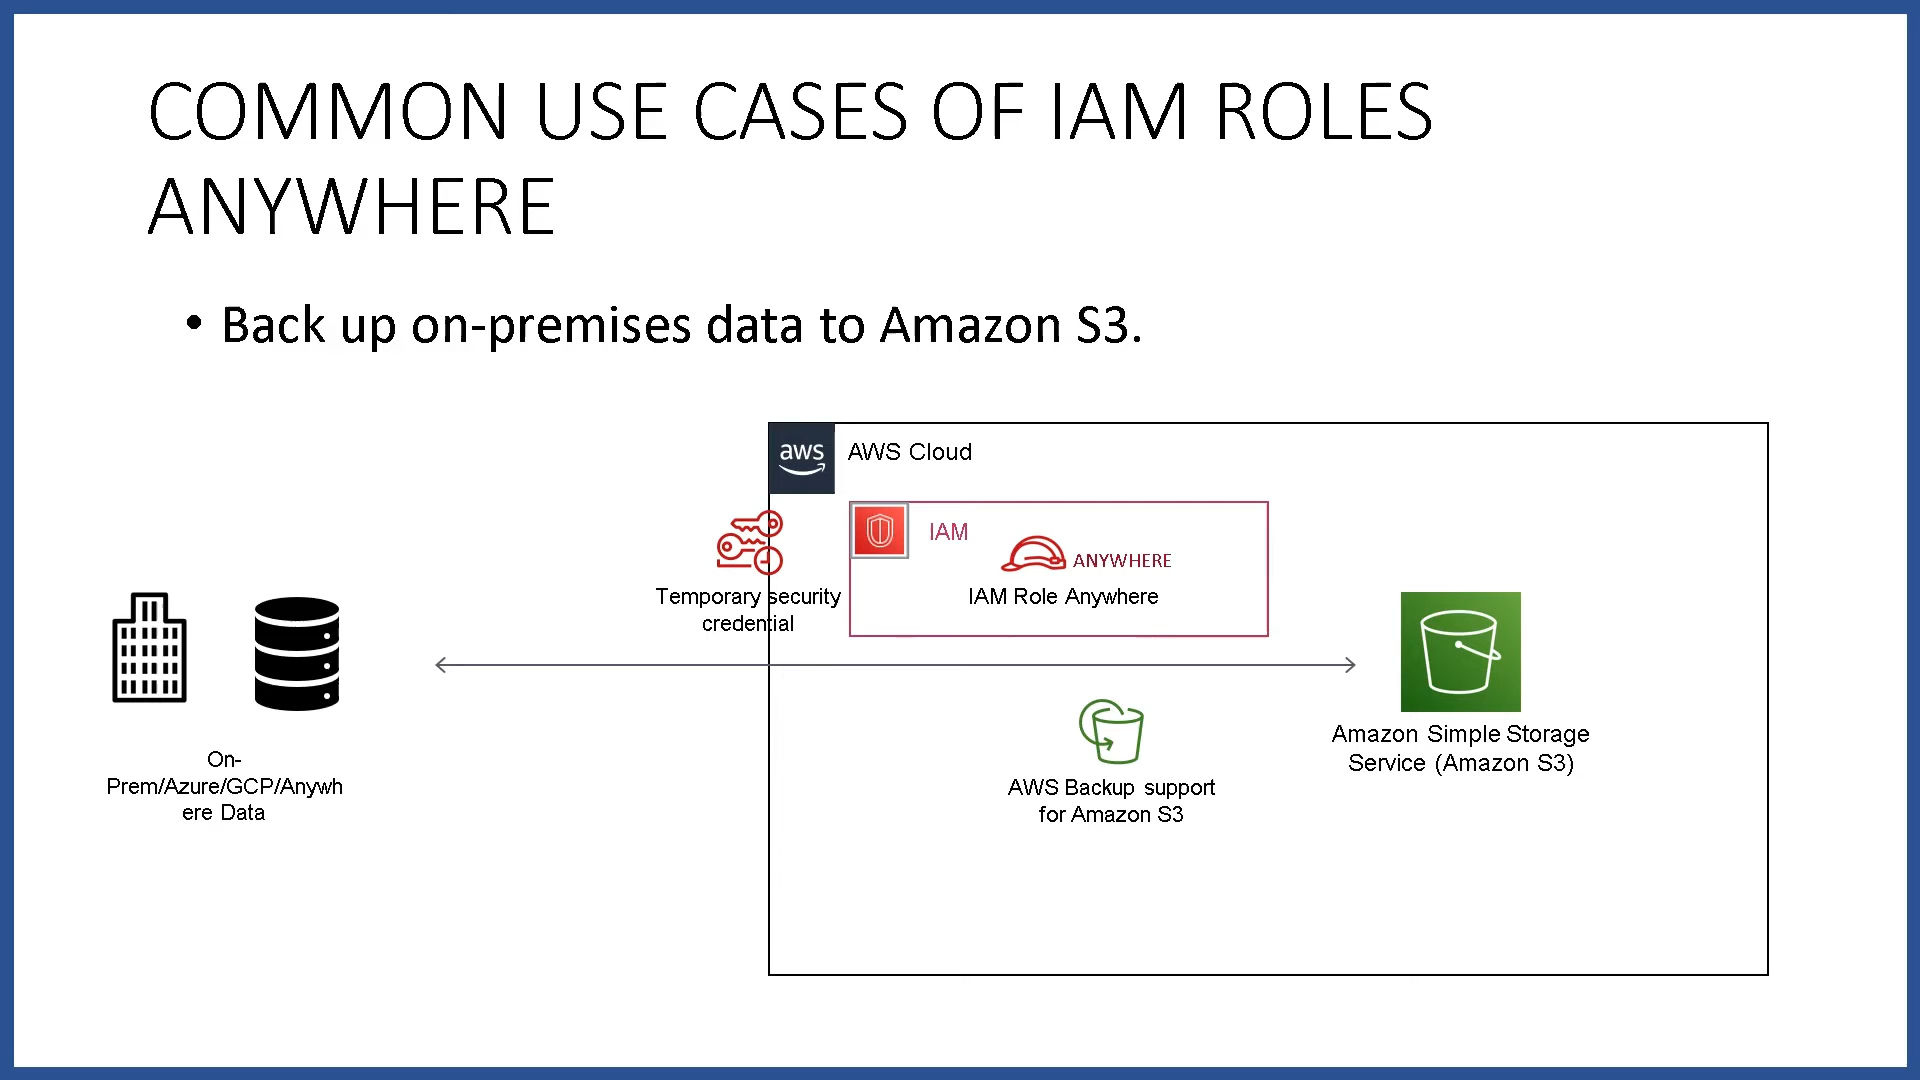 COMMON USE CASES OF IAM ROLES
ANYWHERE
• Back up on-premises data to Amazon S3.
aws
AWS Cloud
IAM
ANYWHERE
IAM Role Anywhere
Temporary security
credential
On-
Prem/Azure/GCP/Anywh
ere Data
AWS Backup support
for Amazon S3
Amazon Simple Storage
Service (Amazon S3)